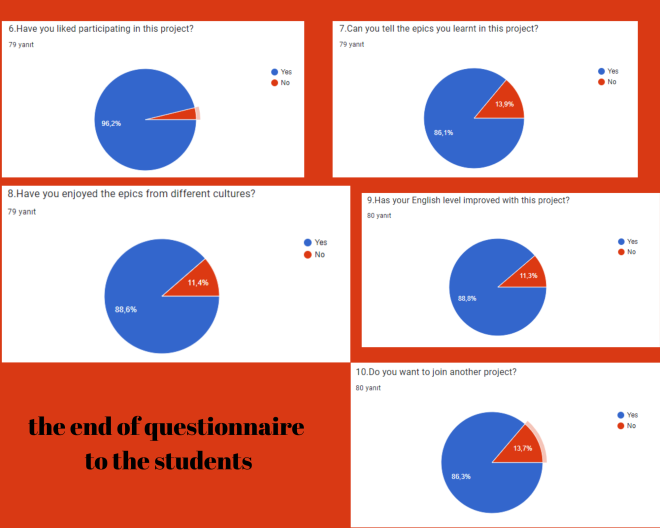 6.Have you liked participating in this project?
79 yanıt
Yes
No
96,2%
7.Can you tell the epics you learnt in this project?
79 yanıt
Yes
No
13,9%
86,1%
8.Have you enjoyed the epics from different cultures?
79 yanıt
Yes
No
11,4%
88,6%
9.Has your English level improved with this project?
80 yanıt
Yes
No
11,3%
88,8%
the end of questionnaire
to the students
10.Do you want to join another project?
80 yanıt
Yes
No
13,7%
86,3%